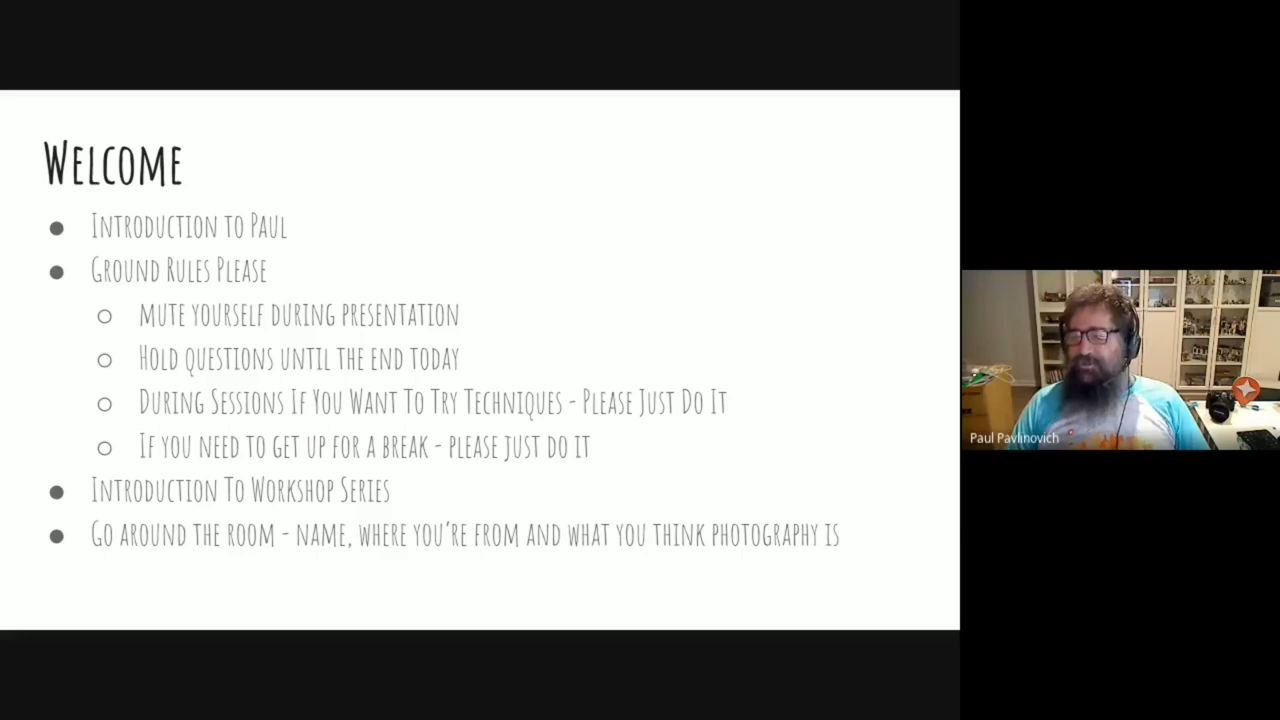 Welcome
● Introduction to Paul
● Ground Rules Please
○ mute yourself during presentation
○ Hold questions until the end today
○ During Sessions If You Want To Try Techniques - Please Just Do It
○ If you need to get up for a break - please just do it
● Introduction To Workshop Series
● Go around the room - name, where you're from and what you think photography is
Paul Pavlinovich